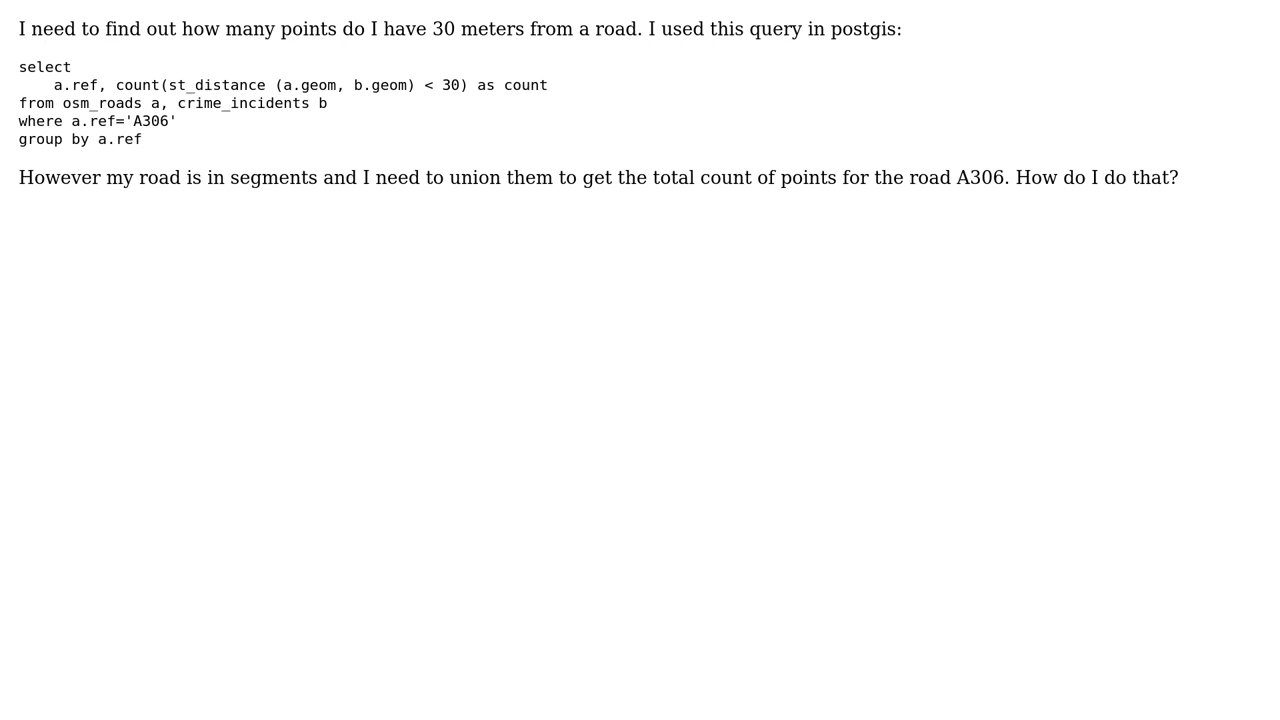 I need to find out how many points do I have 30 meters from a road. I used this query in postgis:
select
    a.ref, count(st_distance (a.geom, b.geom) < 30) as count
from osm_roads a, crime_incidents b
where a.ref='A306'
group by a.ref
However my road is in segments and I need to union them to get the total count of points for the road A306. How do I do that?